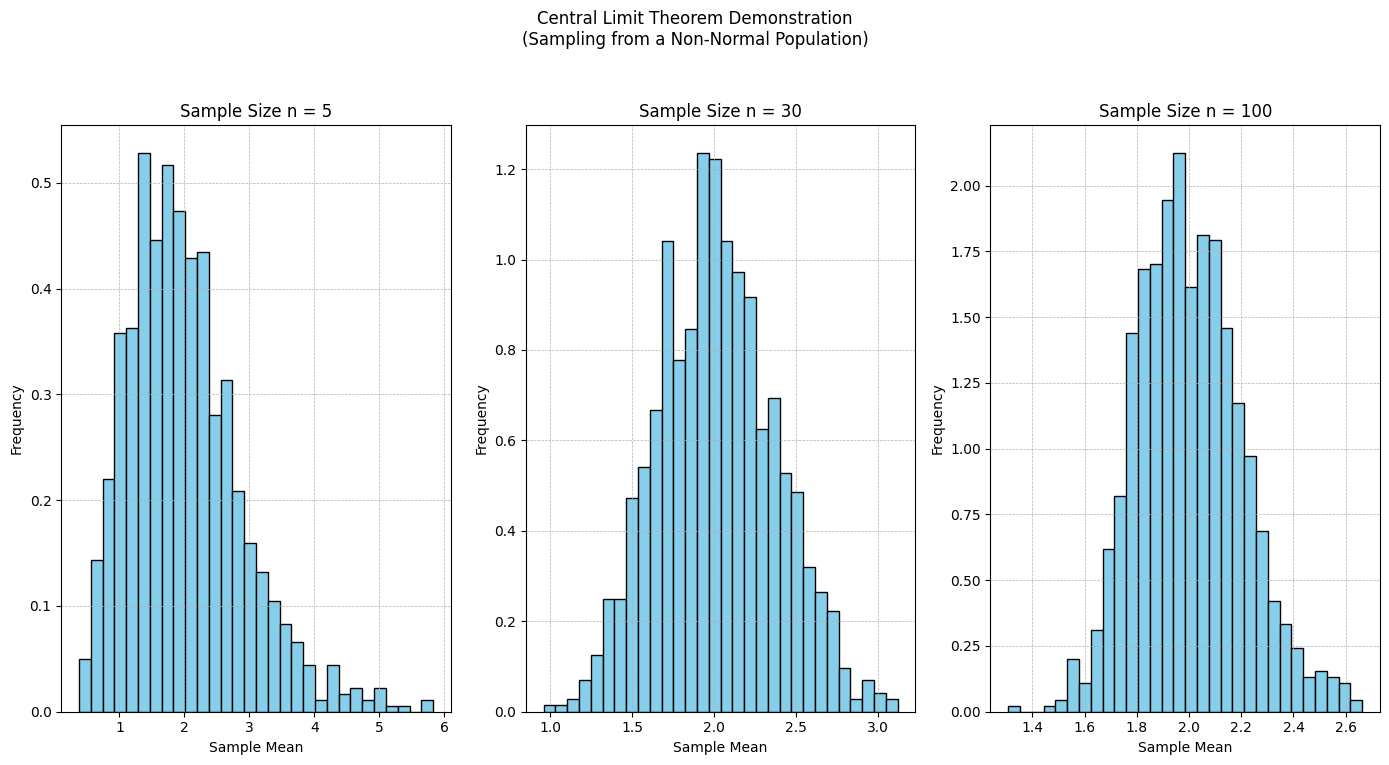 Central Limit Theorem Demonstration
(Sampling from a Non-Normal Population)
Sample Size n = 5
Frequency
0.5
0.4
0.3
0.2
0.1
0.0
1 2 3 4 5 6
Sample Mean
Sample Size n = 30
Frequency
1.2
1.0
0.8
0.6
0.4
0.2
0.0
1.0 1.5 2.0 2.5 3.0
Sample Mean
Sample Size n = 100
Frequency
2.00
1.75
1.50
1.25
1.00
0.75
0.50
0.25
0.00
1.4 1.6 1.8 2.0 2.2 2.4 2.6
Sample Mean